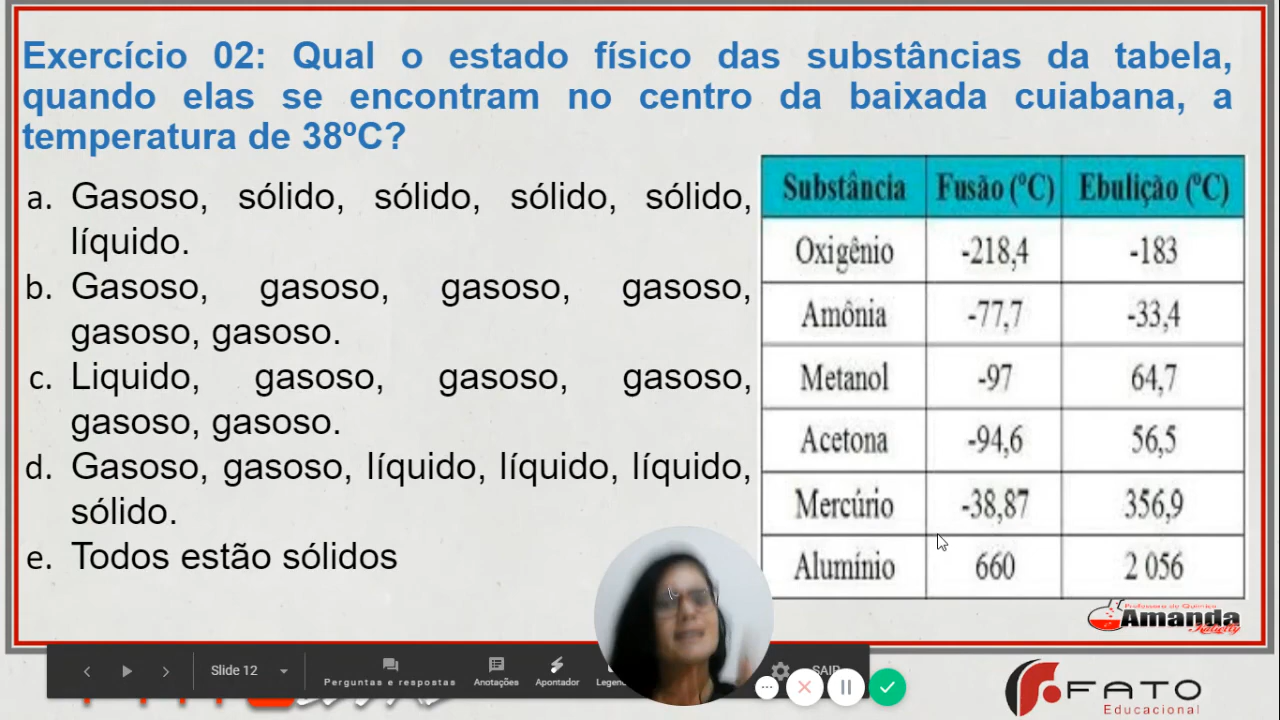 Exercício 02: Qual o estado físico das substâncias da tabela,
quando elas se encontram no centro da baixada cuiabana, a
temperatura de 38ºC?
a. Gasoso, sólido, sólido, sólido, sólido,
líquido.
b. Gasoso, gasoso, gasoso, gasoso,
gasoso, gasoso.
c. Liquido, gasoso, gasoso, gasoso,
gasoso, gasoso.
d. Gasoso, gasoso, líquido, líquido, líquido,
sólido.
e. Todos estão sólidos
Substância Fusão (ºC) Ebulição (ºC)
Oxigênio -218,4 -183
Amônia -77,7 -33,4
Metanol -97 64,7
Acetona -94,6 56,5
Mercúrio -38,87 356,9
Alumínio 660 2 056
Professora de Química
Amanda
Slide 12
Perguntas e respostas
Anotações
Apontador
SAIR
FATO
Educacional